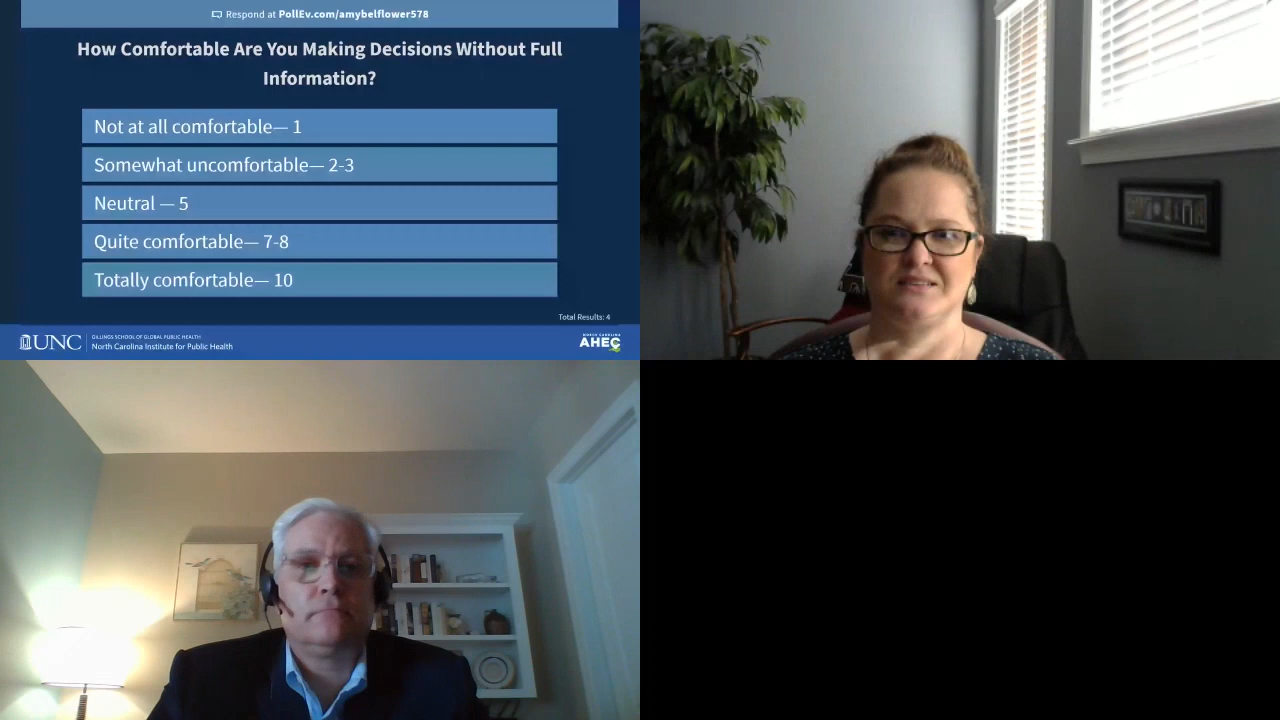 Respond at PollEv.com/amybelflower578
How Comfortable Are You Making Decisions Without Full
Information?
Not at all comfortable— 1
Somewhat uncomfortable— 2-3
Neutral — 5
Quite comfortable— 7-8
Totally comfortable— 10
Total Results: 4
UNC
GILLINGS SCHOOL OF GLOBAL PUBLIC HEALTH
North Carolina Institute for Public Health
NORTH CAROLINA
AHEC